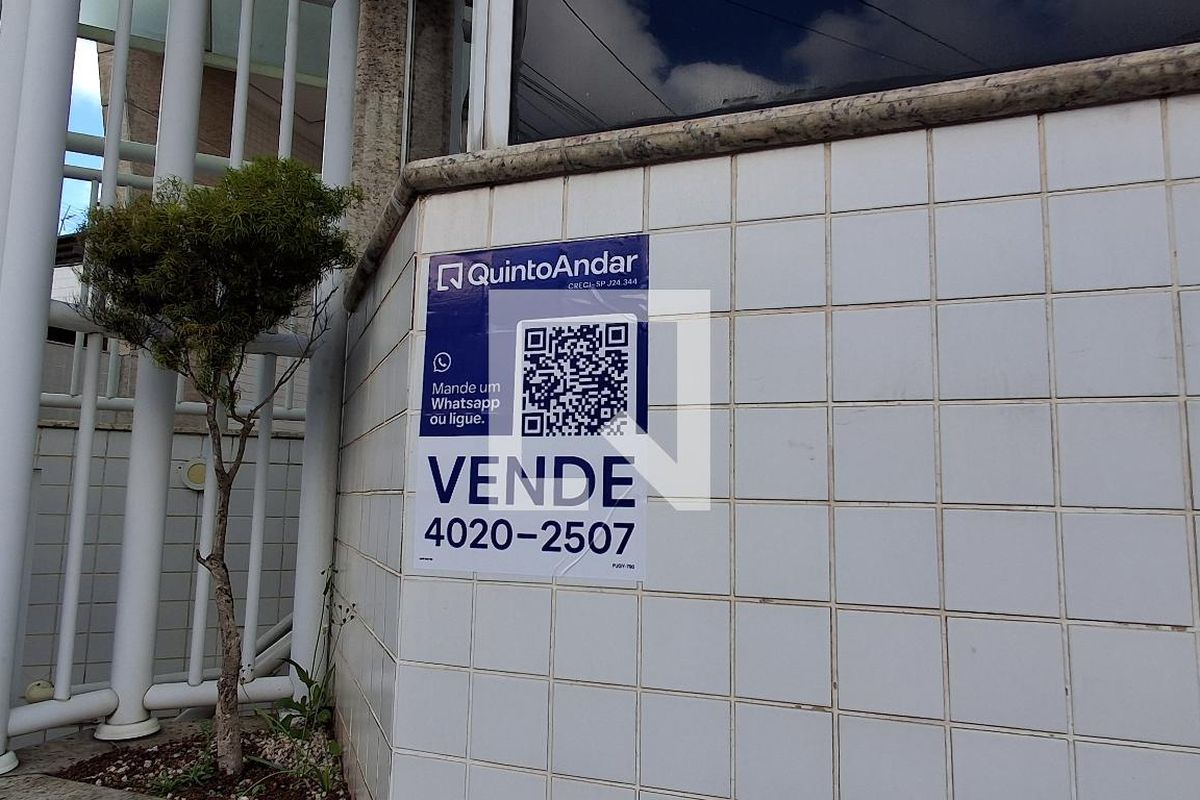 QuintoAndar
CRECI-SP J24.344
Mande um
Whatsapp
ou ligue.
VENDE
4020-2507